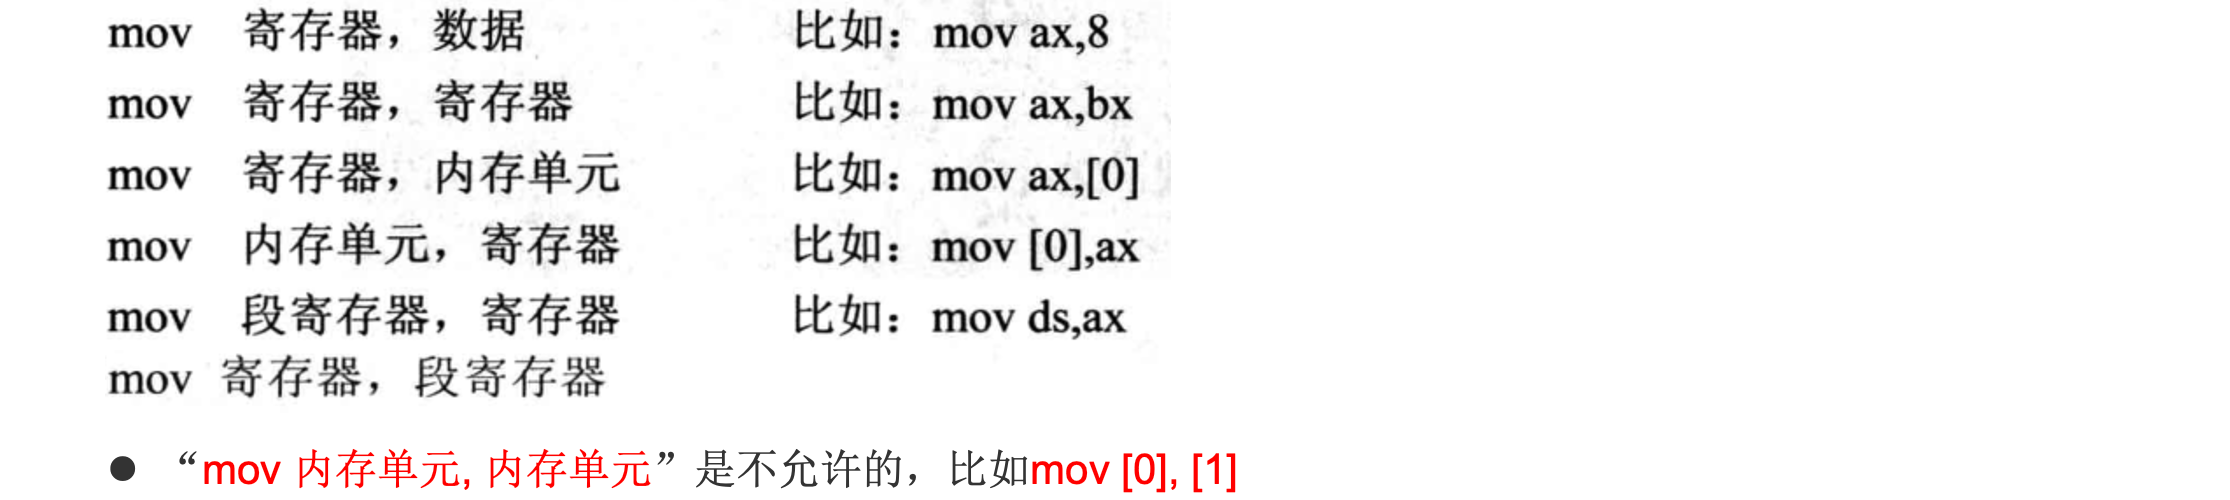 mov 寄存器，数据 比如：mov ax,8
mov 寄存器，寄存器 比如：mov ax,bx
mov 寄存器，内存单元 比如：mov ax,[0]
mov 内存单元，寄存器 比如：mov [0],ax
mov 段寄存器，寄存器 比如：mov ds,ax
mov 寄存器，段寄存器
● “mov 内存单元, 内存单元”是不允许的，比如mov [0], [1]